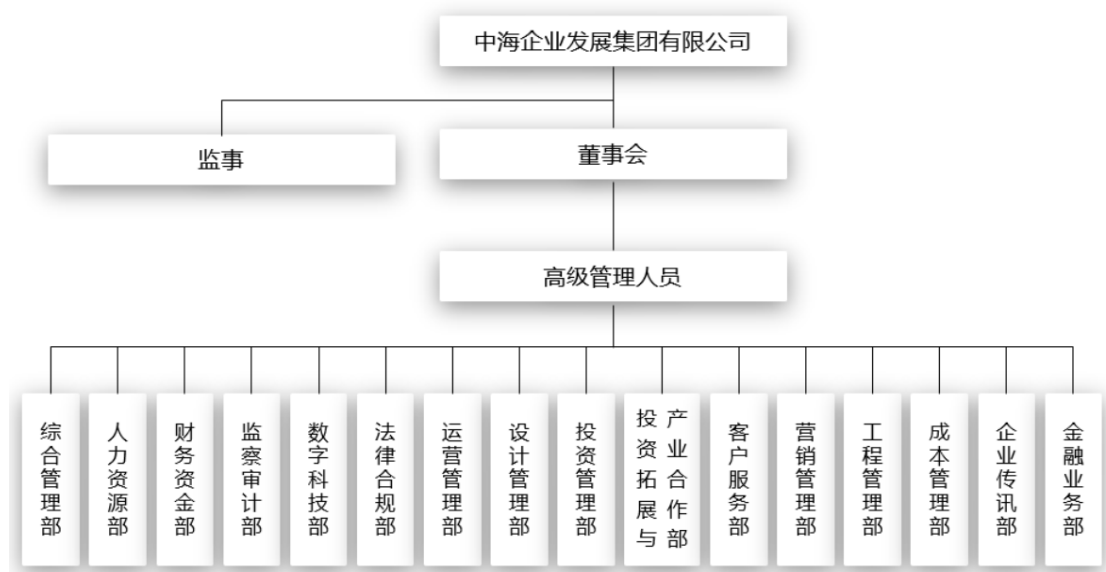 中海企业发展集团有限公司
监事
董事会
高级管理人员
综合管理部
人力资源部
财务资金部
监察审计部
数字科技部
法律合规部
运营管理部
设计管理部
投资管理部
投资拓展与
产业合作部
客户服务部
营销管理部
工程管理部
成本管理部
企业传讯部
金融业务部